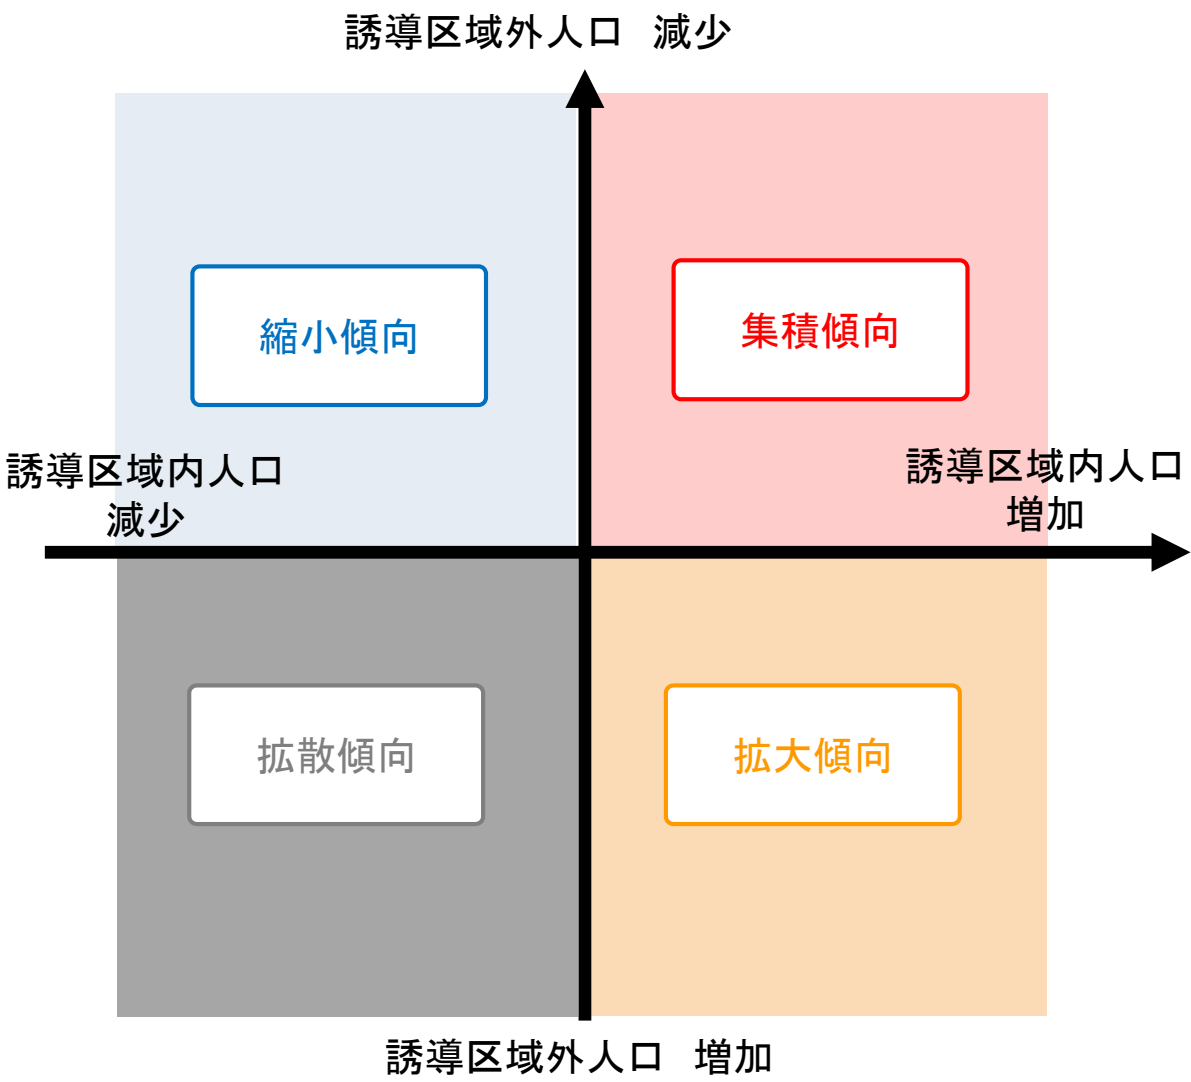 誘導区域外人口　減少
縮小傾向
集積傾向
誘導区域内人口
減少
誘導区域内人口
増加
拡散傾向
拡大傾向
誘導区域外人口　増加